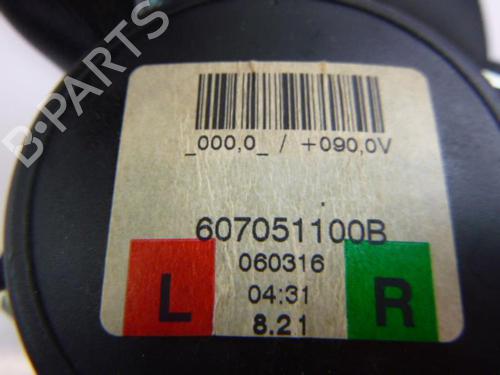 B-PARTS
_000,0_ / +090,0V
607051100B
060316
L
R
04:31
8.21